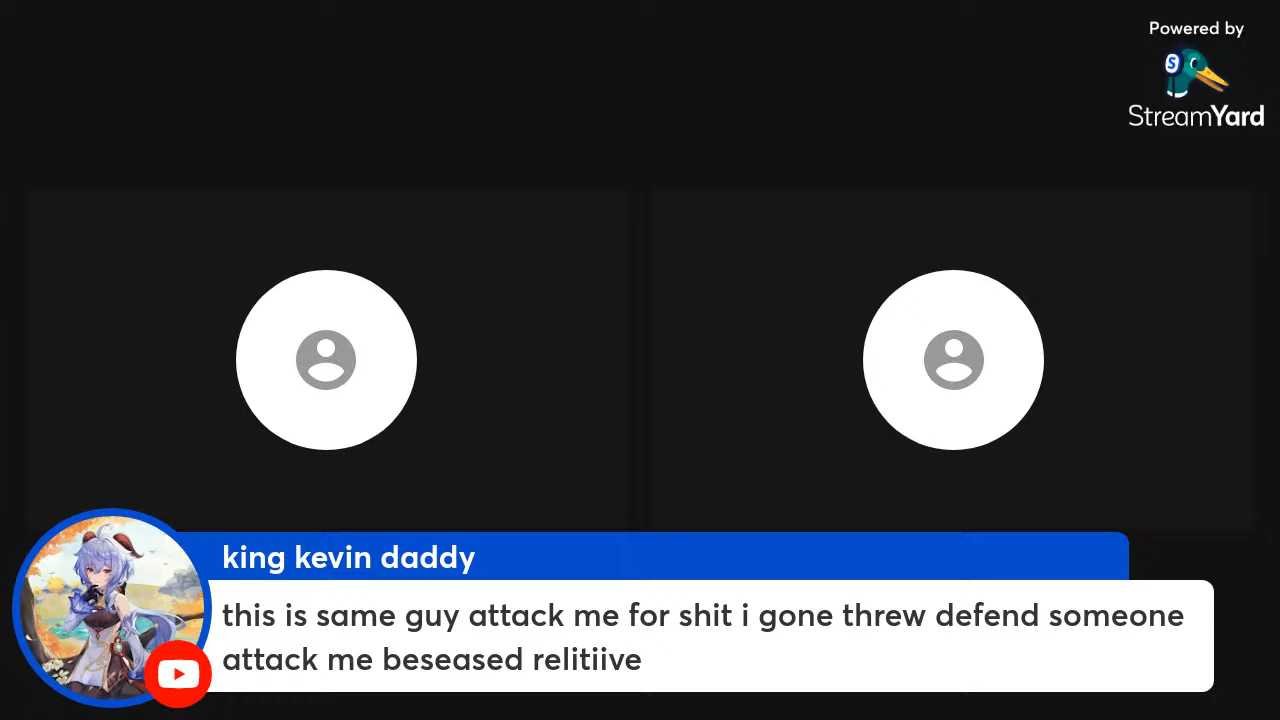 Powered by
S
StreamYard
king kevin daddy
this is same guy attack me for shit i gone threw defend someone
attack me beseased relitiive